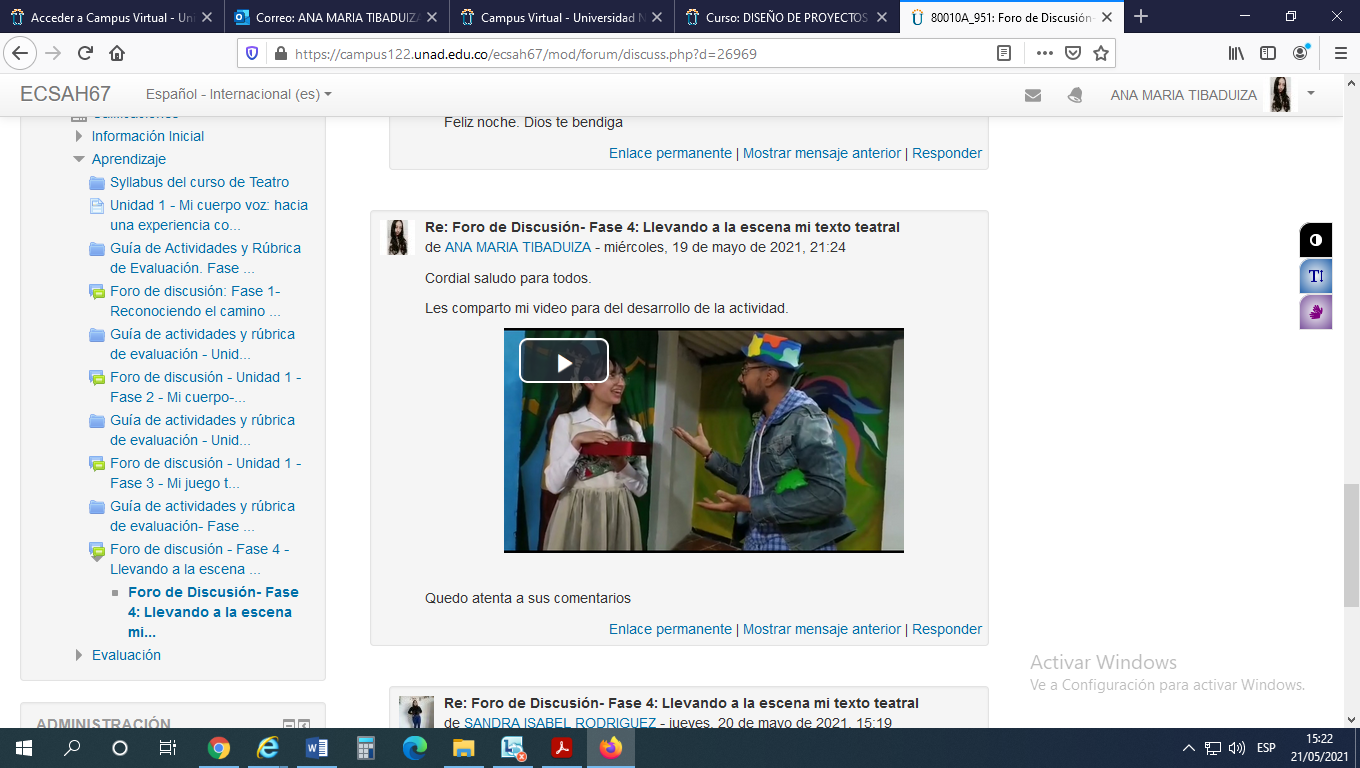 Acceder a Campus Virtual - Uni
Correo: ANA MARIA TIBADUIZA
Campus Virtual - Universidad N
Curso: DISEÑO DE PROYECTOS
80010A_951: Foro de Discusión-
https://campus122.unad.edu.co/ecsah67/mod/forum/discuss.php?d=26969
ECSAH67
Español - Internacional (es)
ANA MARIA TIBADUIZA
Calificaciones
Información Inicial
Aprendizaje
Syllabus del curso de Teatro
Unidad 1 - Mi cuerpo voz: hacia
una experiencia co...
Guía de Actividades y Rúbrica
de Evaluación. Fase ...
Foro de discusión: Fase 1-
Reconociendo el camino ...
Guía de actividades y rúbrica
de evaluación - Unid...
Foro de discusión - Unidad 1 -
Fase 2 - Mi cuerpo-...
Guía de actividades y rúbrica
de evaluación - Unid...
Foro de discusión - Unidad 1 -
Fase 3 - Mi juego t...
Guía de actividades y rúbrica
de evaluación- Fase ...
Foro de discusión - Fase 4 -
Llevando a la escena ...
Foro de Discusión- Fase
4: Llevando a la escena
mi...
Evaluación
ADMINISTRACIÓN
Feliz noche. Dios te bendiga
Enlace permanente | Mostrar mensaje anterior | Responder
Re: Foro de Discusión- Fase 4: Llevando a la escena mi texto teatral
de ANA MARIA TIBADUIZA - miércoles, 19 de mayo de 2021, 21:24
Cordial saludo para todos.
Les comparto mi video para del desarrollo de la actividad.
Quedo atenta a sus comentarios
Enlace permanente | Mostrar mensaje anterior | Responder
Re: Foro de Discusión- Fase 4: Llevando a la escena mi texto teatral
de SANDRA ISABEL RODRIGUEZ - jueves, 20 de mayo de 2021, 15:19
T
Activar Windows
Ve a Configuración para activar Windows.
ESP
15:22
21/05/2021